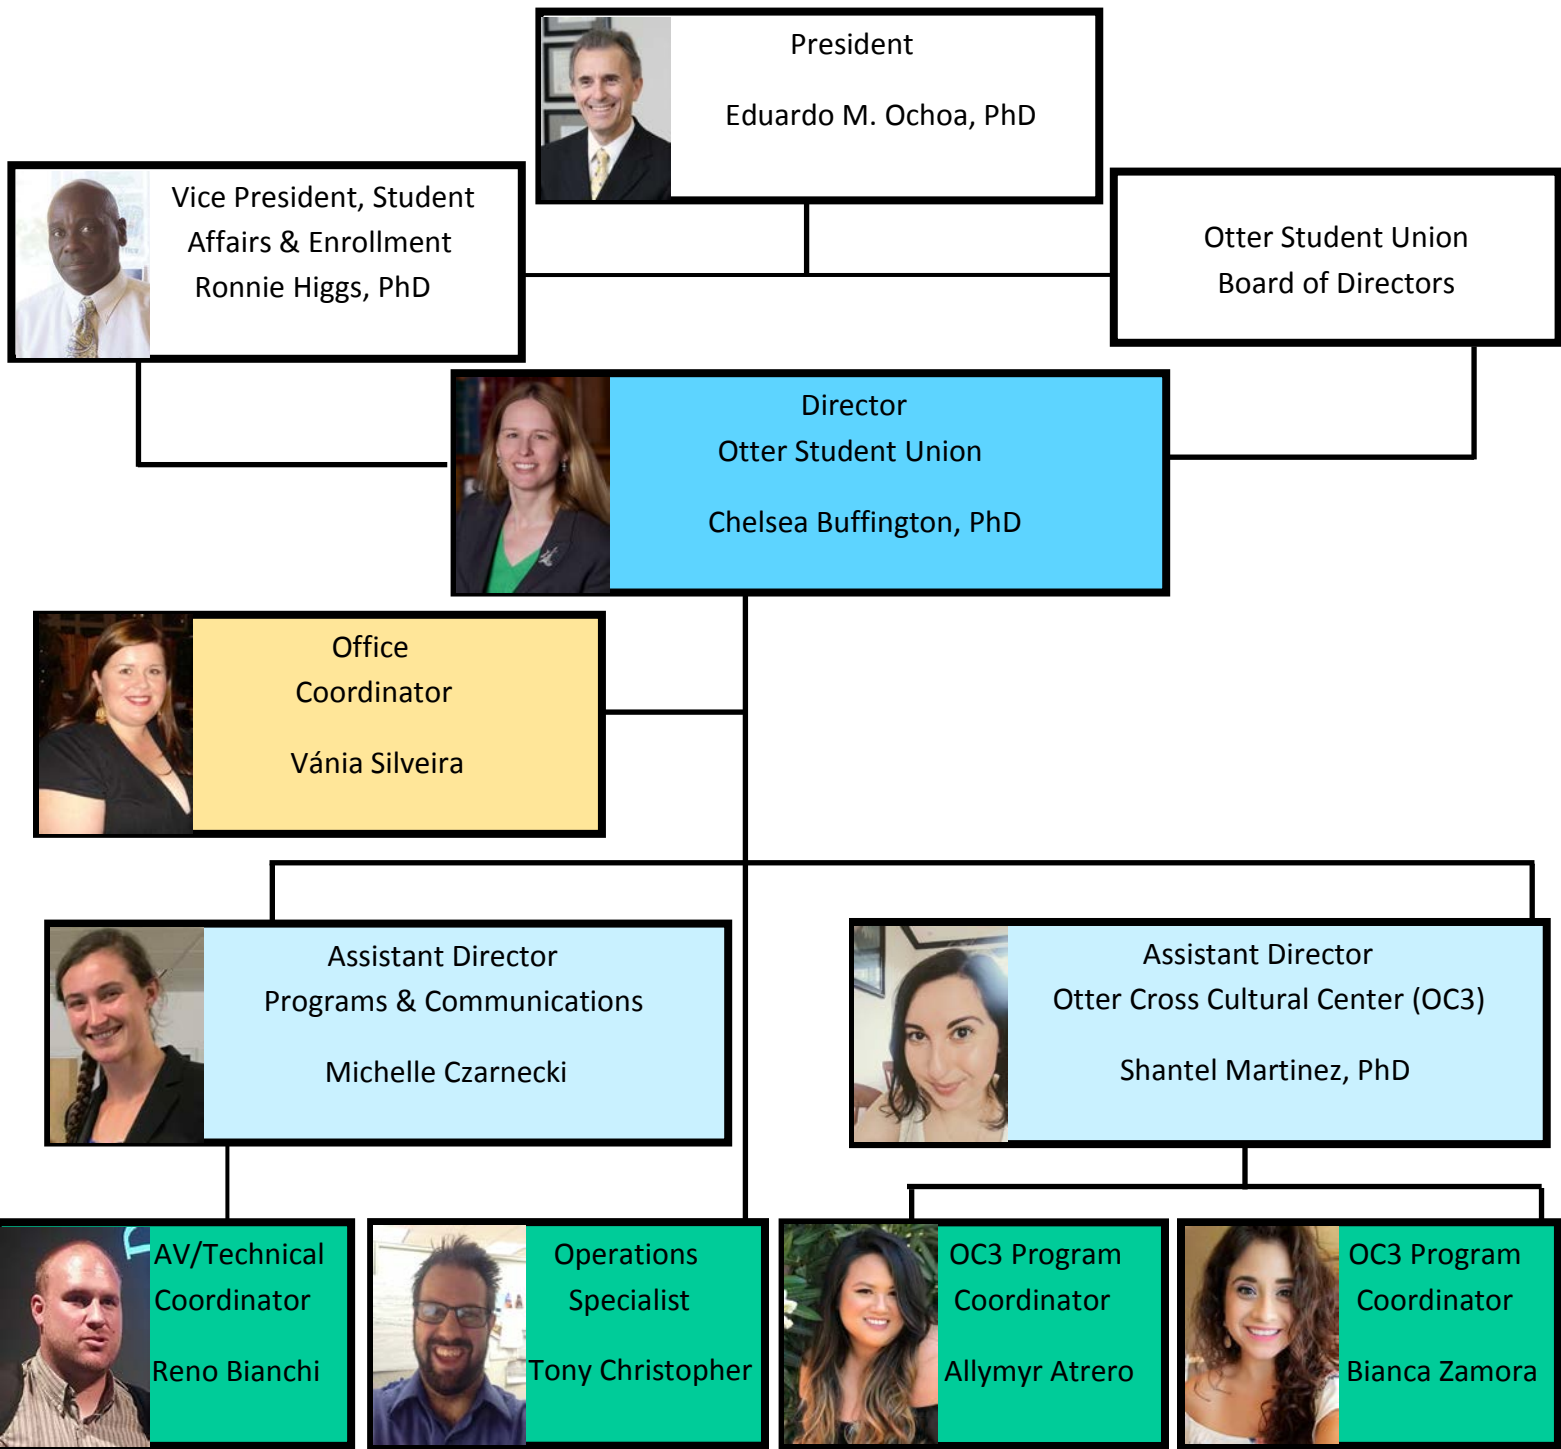 President
Eduardo M. Ochoa, PhD
Vice President, Student
Affairs & Enrollment
Ronnie Higgs, PhD
Otter Student Union
Board of Directors
Director
Otter Student Union
Chelsea Buffington, PhD
Office
Coordinator
Vánia Silveira
Assistant Director
Programs & Communications
Michelle Czarnecki
Assistant Director
Otter Cross Cultural Center (OC3)
Shantel Martinez, PhD
AV/Technical
Coordinator
Reno Bianchi
Operations
Specialist
Tony Christopher
OC3 Program
Coordinator
Allymyr Atrero
OC3 Program
Coordinator
Bianca Zamora